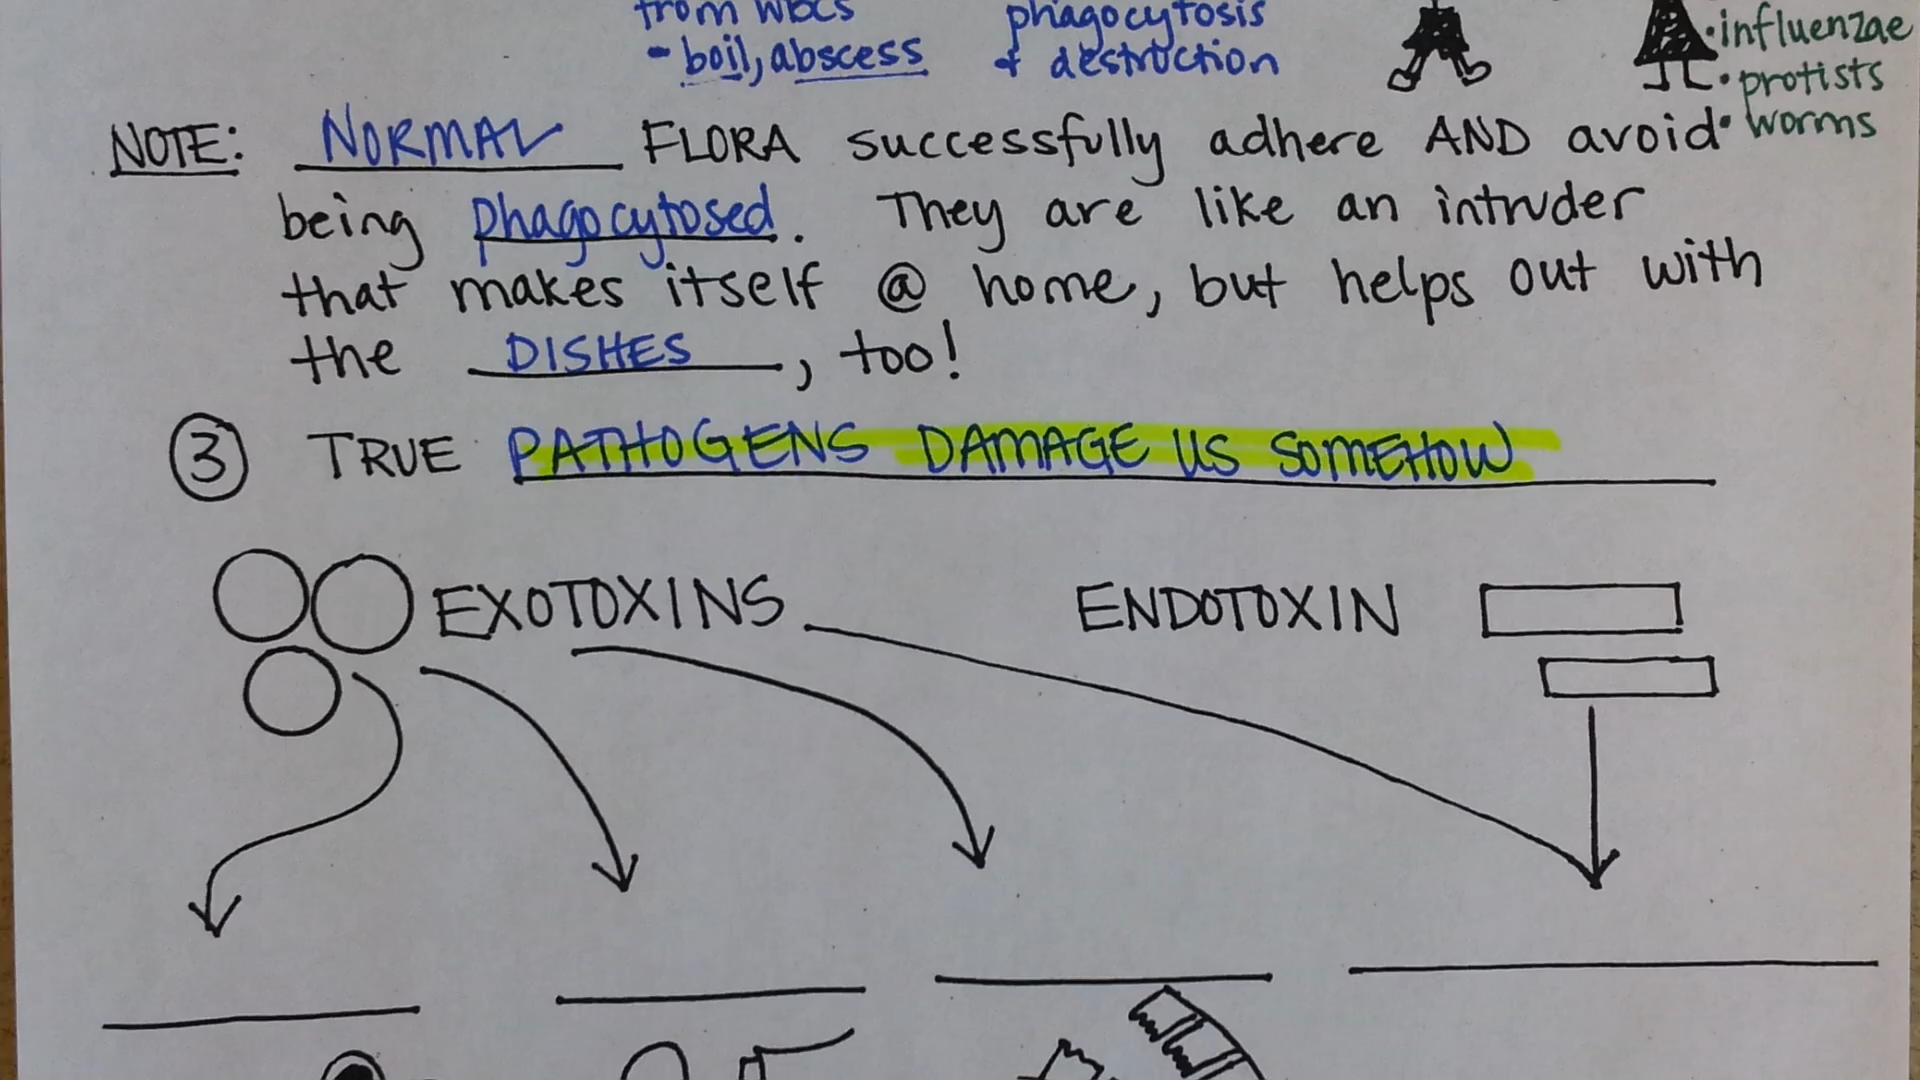 from WBCs
- boil, abscess
phagocytosis
& destruction
• influenzae
• protists
• worms
NOTE: NORMAL FLORA successfully adhere AND avoid
being phagocytosed. They are like an intruder
that makes itself @ home, but helps out with
the DISHES, too!
3 TRUE PATHOGENS DAMAGE US SOMEHOW
EXOTOXINS ENDOTOXIN